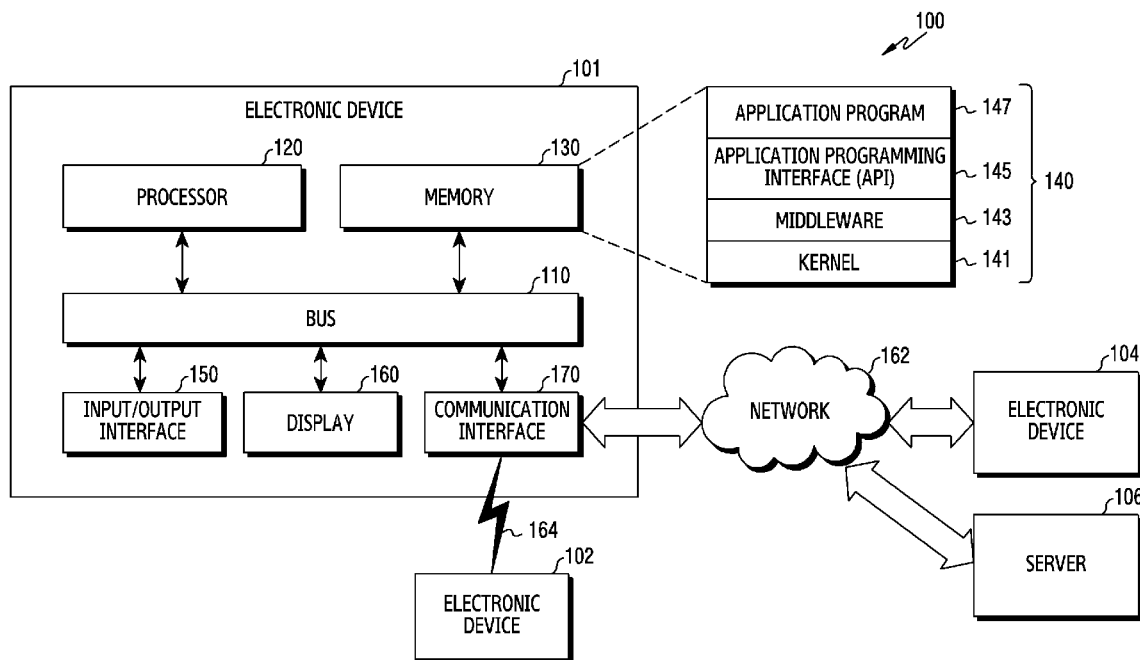 100
101
ELECTRONIC DEVICE
120
130
PROCESSOR
MEMORY
APPLICATION PROGRAM
147
APPLICATION PROGRAMMING
INTERFACE (API)
145
140
MIDDLEWARE
143
KERNEL
141
110
BUS
150
160
170
INPUT/OUTPUT
INTERFACE
DISPLAY
COMMUNICATION
INTERFACE
162
NETWORK
104
ELECTRONIC
DEVICE
106
SERVER
164
102
ELECTRONIC
DEVICE